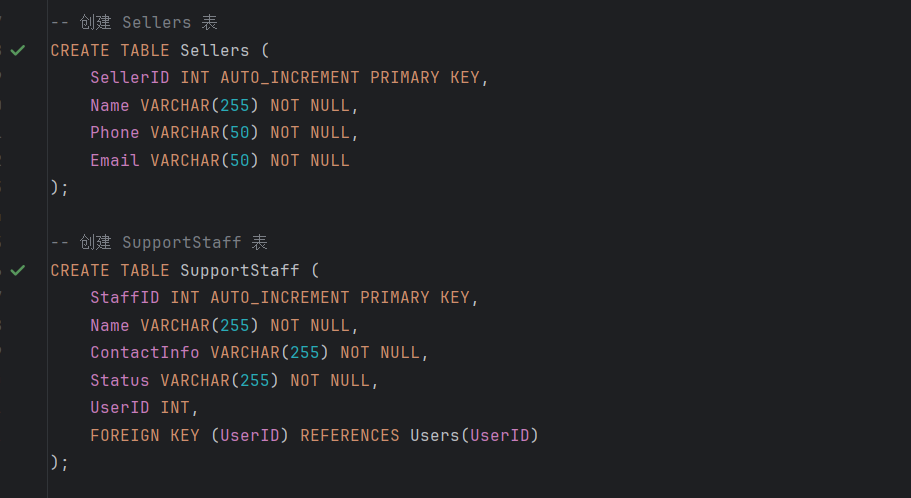 -- 创建 Sellers 表
CREATE TABLE Sellers (
    SellerID INT AUTO_INCREMENT PRIMARY KEY,
    Name VARCHAR(255) NOT NULL,
    Phone VARCHAR(50) NOT NULL,
    Email VARCHAR(50) NOT NULL
);
-- 创建 SupportStaff 表
CREATE TABLE SupportStaff (
    StaffID INT AUTO_INCREMENT PRIMARY KEY,
    Name VARCHAR(255) NOT NULL,
    ContactInfo VARCHAR(255) NOT NULL,
    Status VARCHAR(255) NOT NULL,
    UserID INT,
    FOREIGN KEY (UserID) REFERENCES Users(UserID)
);